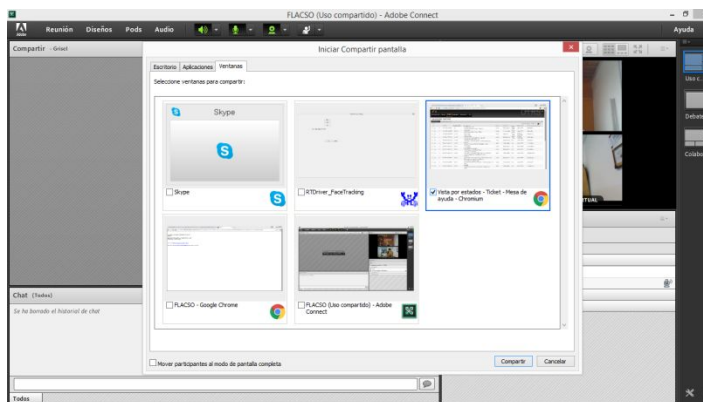 FLACSO (Uso compartido) - Adobe Connect
Reunión Diseños Pods Audio Ayuda
Compartir - Grisel
Iniciar Compartir pantalla
Escritorio Aplicaciones Ventanas
Seleccione ventanas para compartir:
Skype
Skype
RTDriver_FaceTracking
Vista por estados - Ticket - Mesa de
ayuda - Chromium
FLACSO - Google Chrome
FLACSO (Uso compartido) - Adobe
Connect
Mover participantes al modo de pantalla completa
Compartir Cancelar
Uso c..
Debate
Colabo
RTUAL
Chat (Todos)
Se ha borrado el historial de chat
Todos